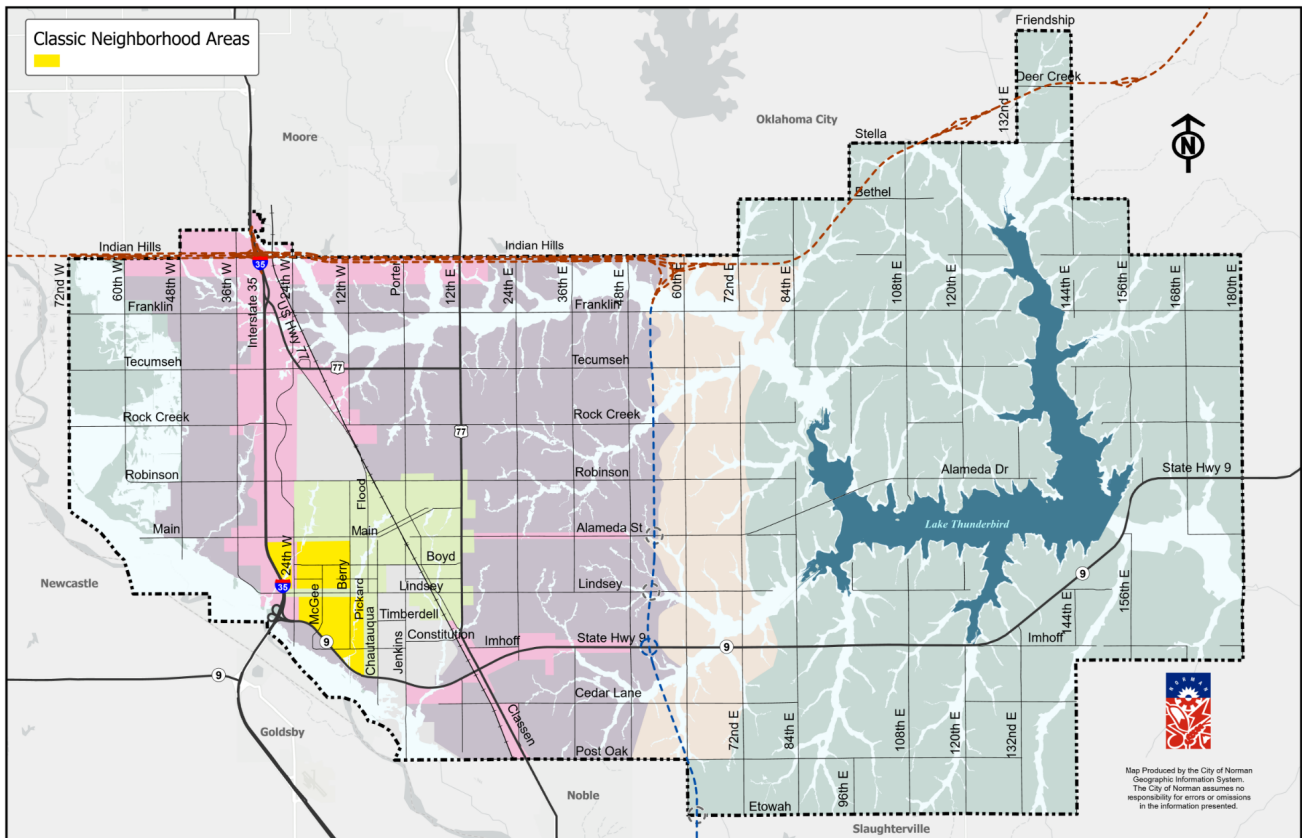 Classic Neighborhood Areas
Friendship
Deer Creek
132nd E
Moore
Oklahoma City
Stella
N
Bethel
Indian Hills
Indian Hills
35
72nd W
60th W
48th W
36th W
24th W
12th W
Porter
12th E
24th E
36th E
48th E
60th E
72nd E
84th E
108th E
120th E
144th E
156th E
168th E
180th E
Interstate 35
US Hwy 77
Franklin
Franklin
Tecumseh
77
Tecumseh
Rock Creek
77
Rock Creek
Robinson
Flood
Robinson
Alameda Dr
State Hwy 9
Main
Main
Alameda St
Lake Thunderbird
Newcastle
24th W
Berry
Boyd
35
McGee
Pickard
Lindsey
Lindsey
9
156th E
144th E
Timberdell
Chautauqua
Jenkins
Constitution
Imhoff
State Hwy 9
9
9
Imhoff
9
Cedar Lane
NORMAN
Goldsby
Classen
72nd E
84th E
108th E
120th E
132nd E
Post Oak
96th E
Noble
Etowah
Slaughterville
Map Produced by the City of Norman
Geographic Information System.
The City of Norman assumes no
responsibility for errors or omissions
in the information presented.